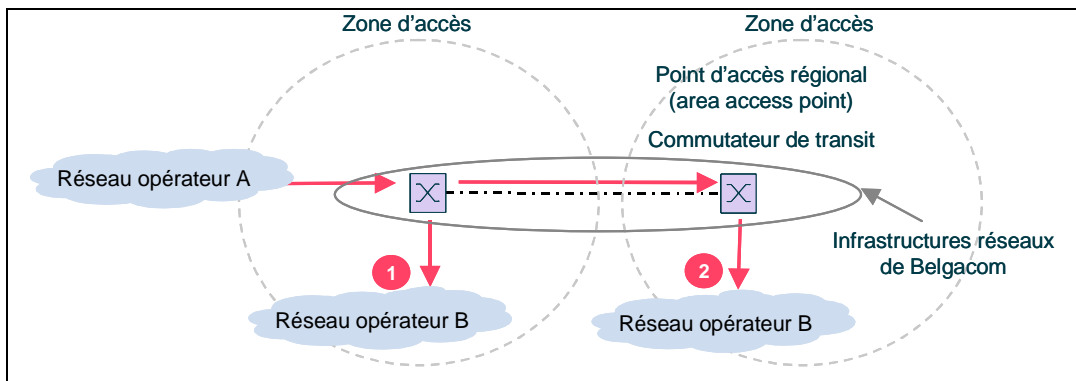 Zone d'accès
Zone d'accès
Point d'accès régional
(area access point)
Commutateur de transit
Réseau opérateur A
Infrastructures réseaux
de Belgacom
1
2
Réseau opérateur B
Réseau opérateur B